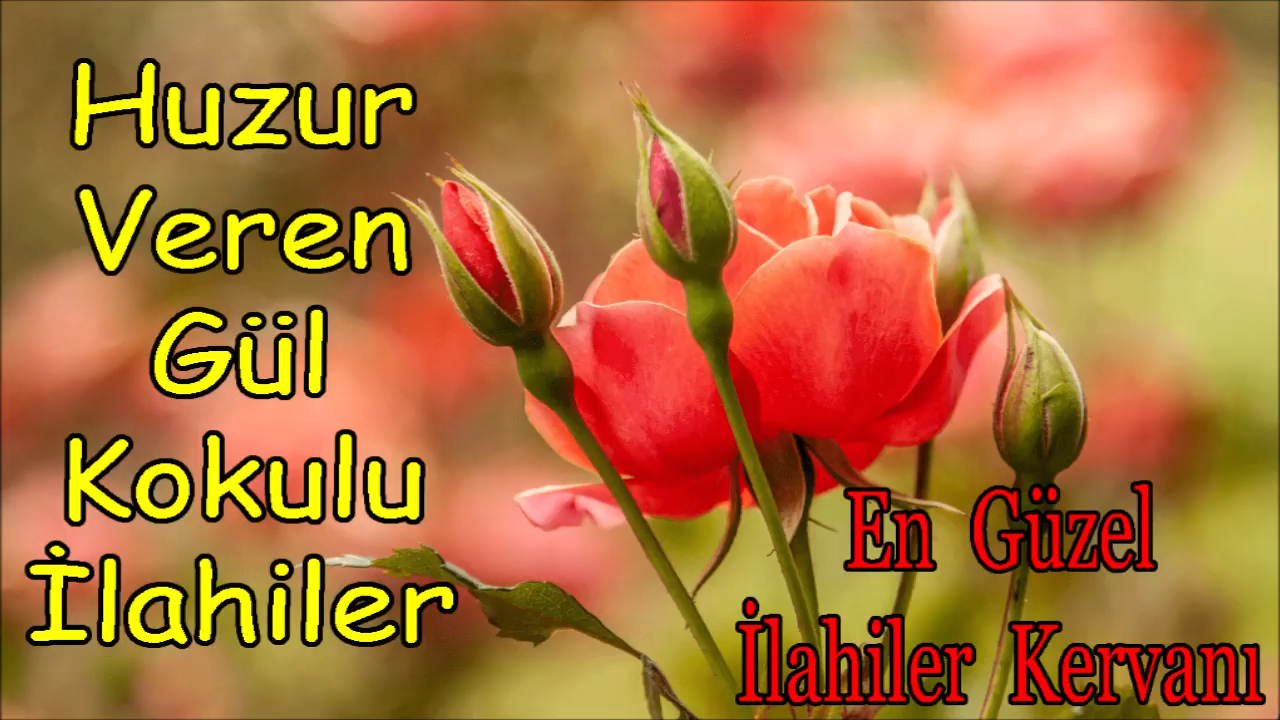 Huzur
Veren
Gül
Kokulu
İlahiler
En Güzel
İlahiler Kervanı